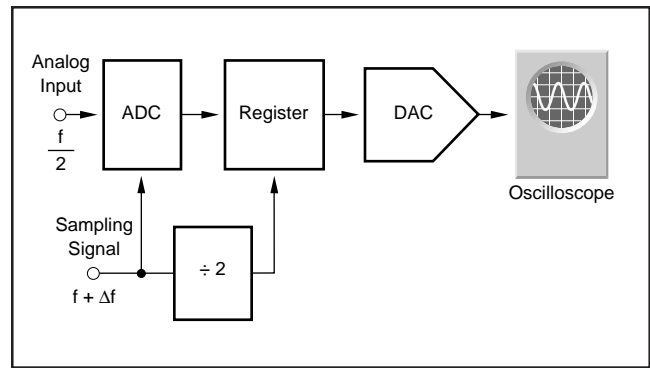 Analog
Input
f
2
ADC
Register
DAC
Oscilloscope
Sampling
Signal
f + Δf
÷ 2